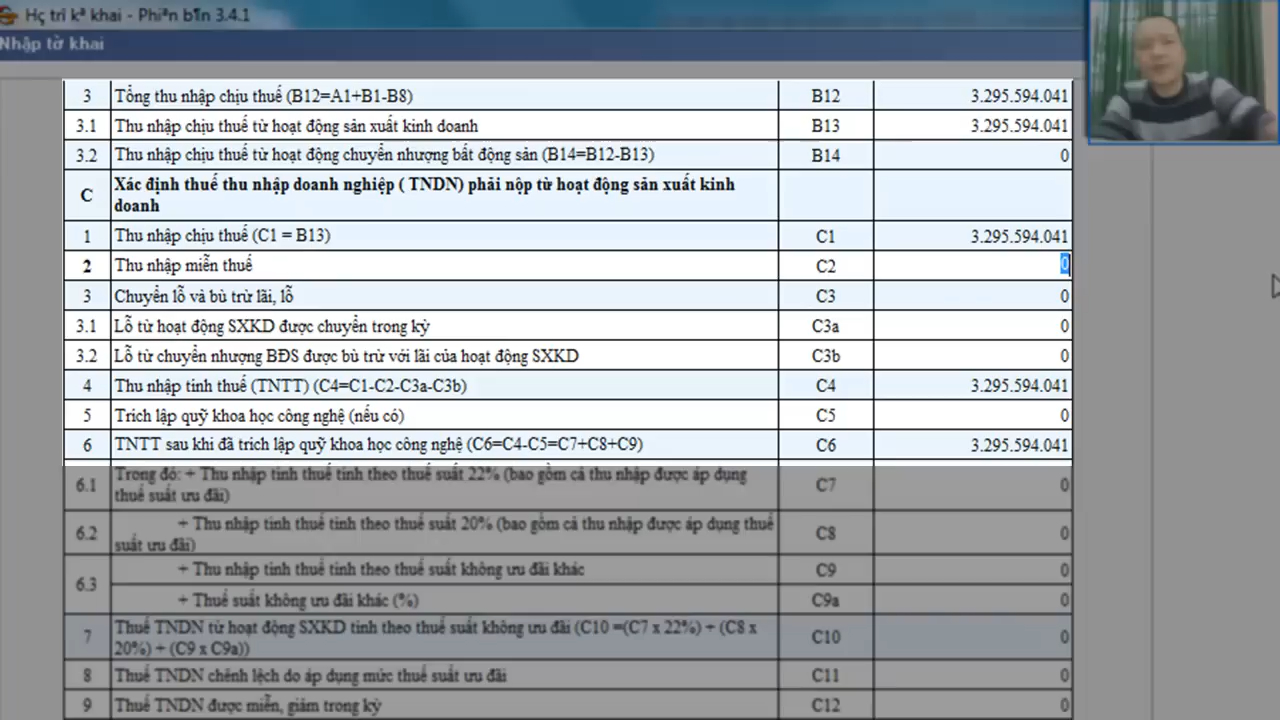 Hç trî kª khai - Phiªn b¶n 3.4.1
Nhập tờ khai
3 Tổng thu nhập chịu thuế (B12=A1+B1-B8) B12 3.295.594.041
3.1 Thu nhập chịu thuế từ hoạt động sản xuất kinh doanh B13 3.295.594.041
3.2 Thu nhập chịu thuế từ hoạt động chuyển nhượng bất động sản (B14=B12-B13) B14 0
C Xác định thuế thu nhập doanh nghiệp ( TNDN) phải nộp từ hoạt động sản xuất kinh
doanh
1 Thu nhập chịu thuế (C1 = B13) C1 3.295.594.041
2 Thu nhập miễn thuế C2 0
3 Chuyển lỗ và bù trừ lãi, lỗ C3 0
3.1 Lỗ từ hoạt động SXKD được chuyển trong kỳ C3a 0
3.2 Lỗ từ chuyển nhượng BĐS được bù trừ với lãi của hoạt động SXKD C3b 0
4 Thu nhập tính thuế (TNTT) (C4=C1-C2-C3a-C3b) C4 3.295.594.041
5 Trích lập quỹ khoa học công nghệ (nếu có) C5 0
6 TNTT sau khi đã trích lập quỹ khoa học công nghệ (C6=C4-C5=C7+C8+C9) C6 3.295.594.041
6.1 Trong đó: + Thu nhập tính thuế tính theo thuế suất 22% (bao gồm cả thu nhập được áp dụng
thuế suất ưu đãi) C7 0
6.2 + Thu nhập tính thuế tính theo thuế suất 20% (bao gồm cả thu nhập được áp dụng thuế
suất ưu đãi) C8 0
6.3 + Thu nhập tính thuế tính theo thuế suất không ưu đãi khác C9 0
+ Thuế suất không ưu đãi khác (%) C9a 0
7 Thuế TNDN từ hoạt động SXKD tính theo thuế suất không ưu đãi (C10 =(C7 x 22%) + (C8 x
20%) + (C9 x C9a)) C10 0
8 Thuế TNDN chênh lệch do áp dụng mức thuế suất ưu đãi C11 0
9 Thuế TNDN được miễn, giảm trong kỳ C12 0